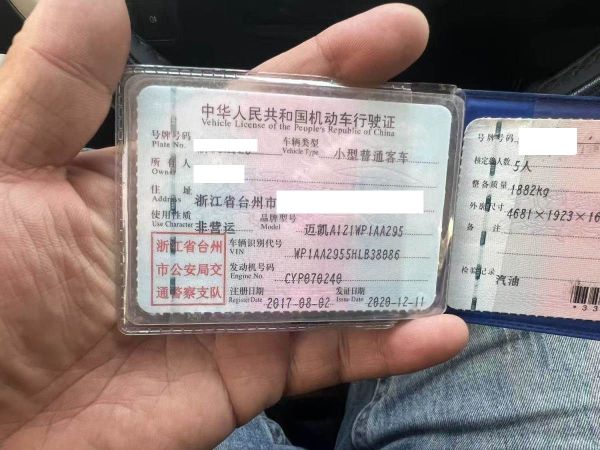 中华人民共和国机动车行驶证
Vehicle License of the People's Republic of China
号牌号码
Plate No.
车辆类型
Vehicle Type
小型普通客车
所有人
Owner
住址
Address
浙江省台州市
使用性质
Use Character
非营运
品牌型号
Model
迈凯A121WP1AA295
浙江省台州
市公安局交
通警察支队
车辆识别代号
VIN
WP1AA2955HLB38086
发动机号码
Engine No.
CYP070240
注册日期
Register Date
2017-08-02
发证日期
Issue Date
2020-12-11
号牌号码
核定载人数
5人
整备质量
1882kg
外廓尺寸
4681×1923×16
备注
检验记录
汽油
*33